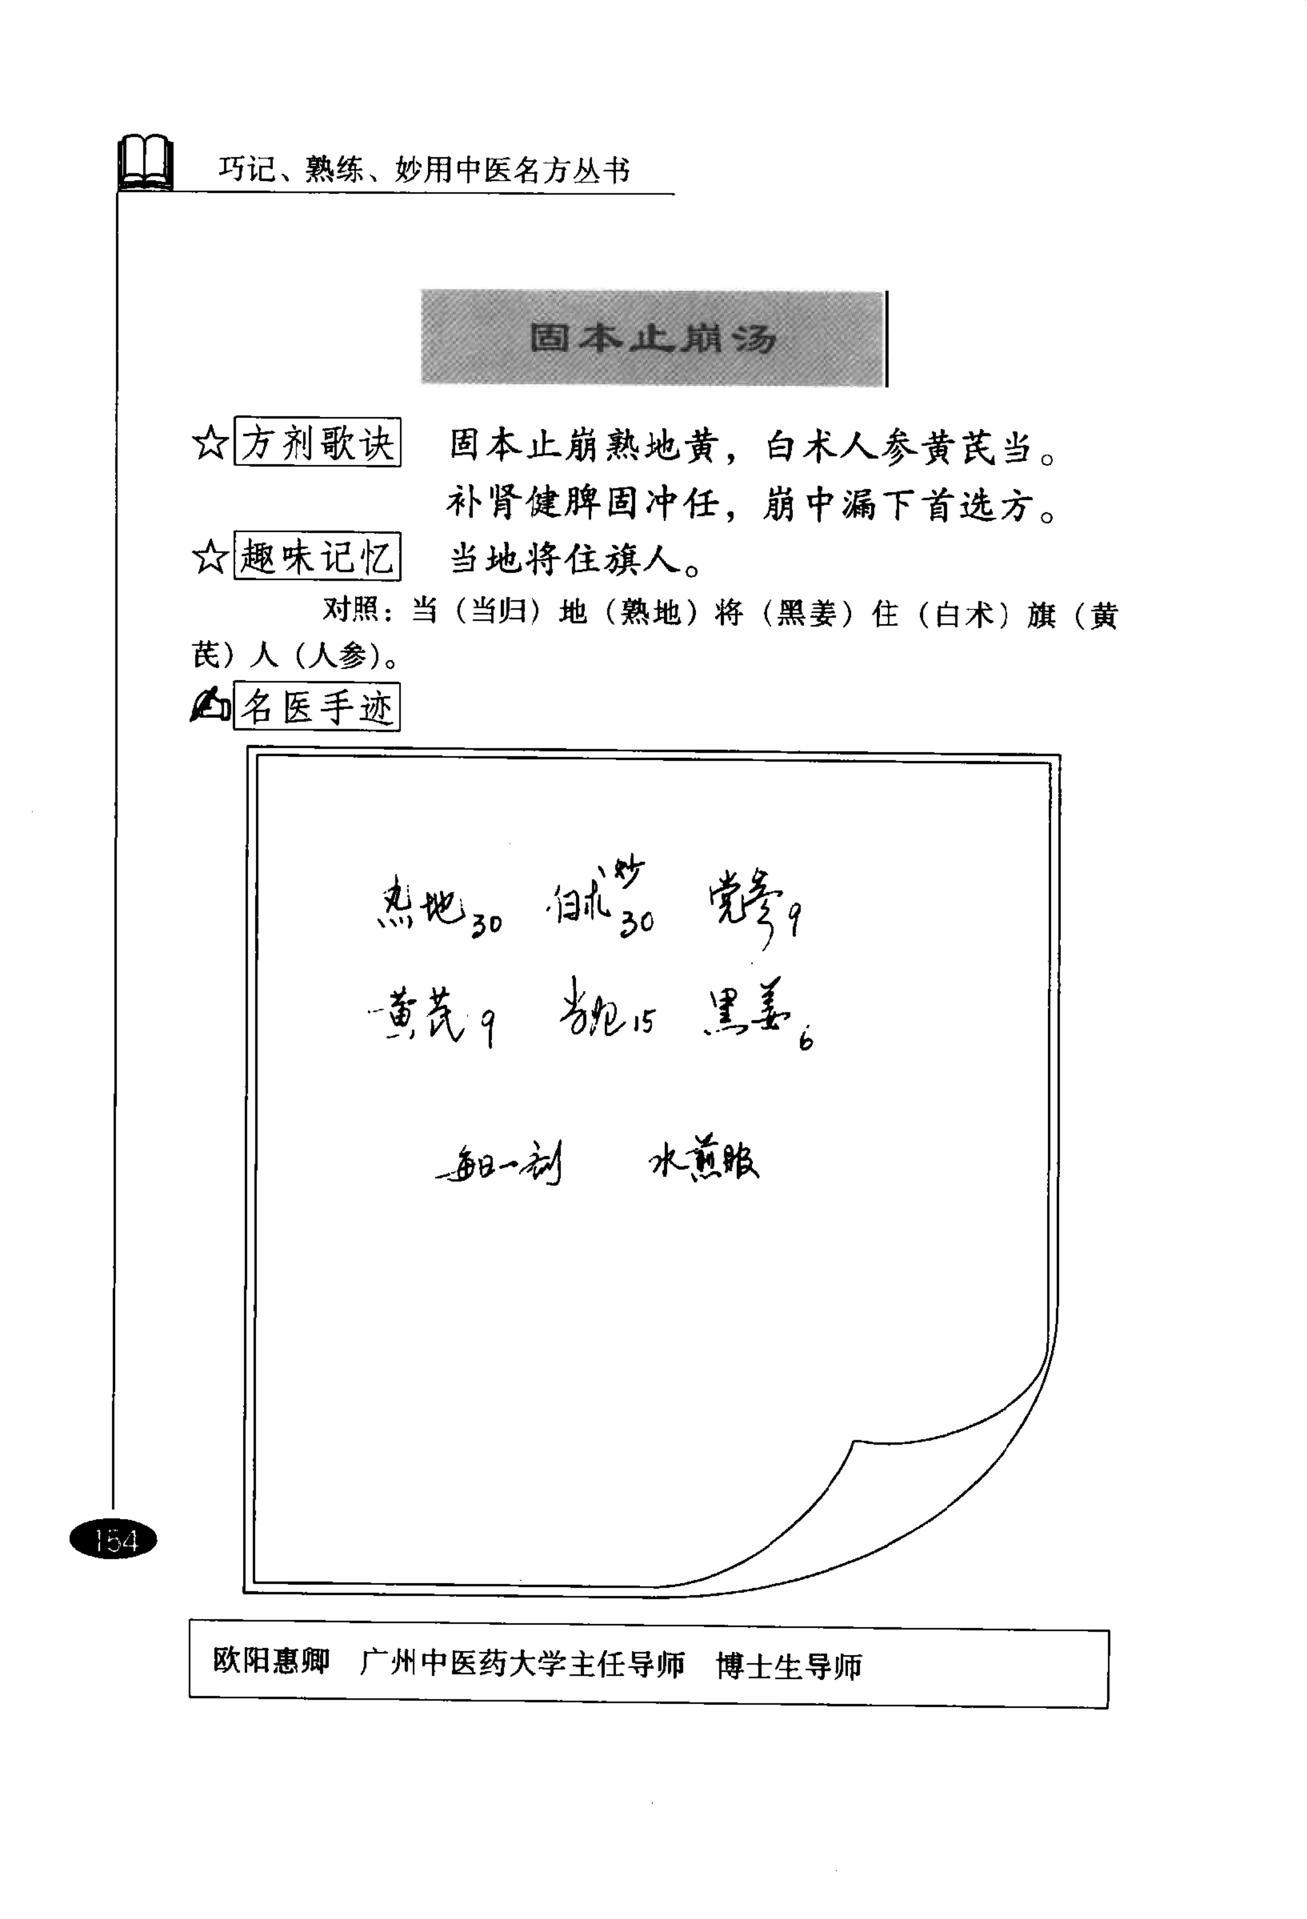 巧记、熟练、妙用中医名方丛书
固本止崩汤
☆方剂歌诀 固本止崩熟地黄，白术人参黄芪当。
补肾健脾固冲任，崩中漏下首选方。
☆趣味记忆 当地将住旗人。
对照：当（当归）地（熟地）将（黑姜）住（白术）旗（黄
芪）人（人参）。
名医手迹
熟地30 白术炒30 党参9
黄芪9 当归15 黑姜6
每日一剂 水煎服
154
欧阳惠卿 广州中医药大学主任导师 博士生导师